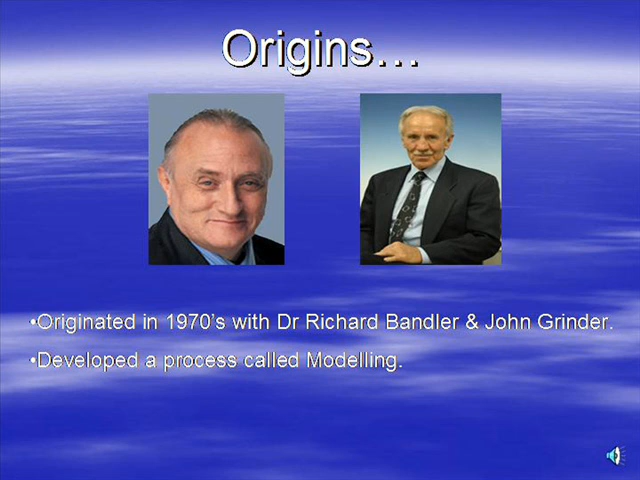 Origins…
•Originated in 1970's with Dr Richard Bandler & John Grinder.
•Developed a process called Modelling.